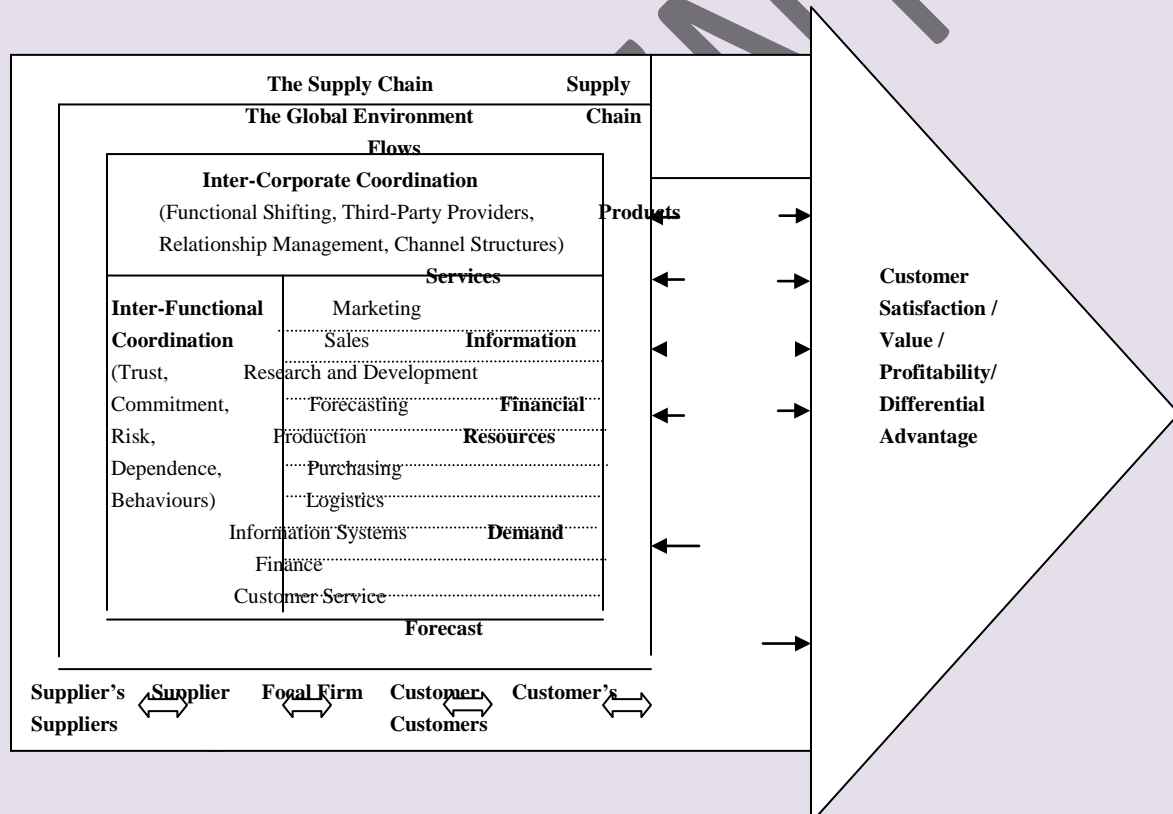 The Supply Chain Supply
The Global Environment Chain
Flows
Inter-Corporate Coordination
(Functional Shifting, Third-Party Providers, Products
Relationship Management, Channel Structures)
Services
Inter-Functional Marketing
Coordination Sales Information
(Trust, Research and Development
Commitment, Forecasting Financial
Risk, Production Resources
Dependence, Purchasing
Behaviours) Logistics
Information Systems Demand
Finance
Customer Service
Forecast
Supplier's Supplier Focal Firm Customer Customer's
Suppliers Customers
Customer
Satisfaction /
Value /
Profitability/
Differential
Advantage